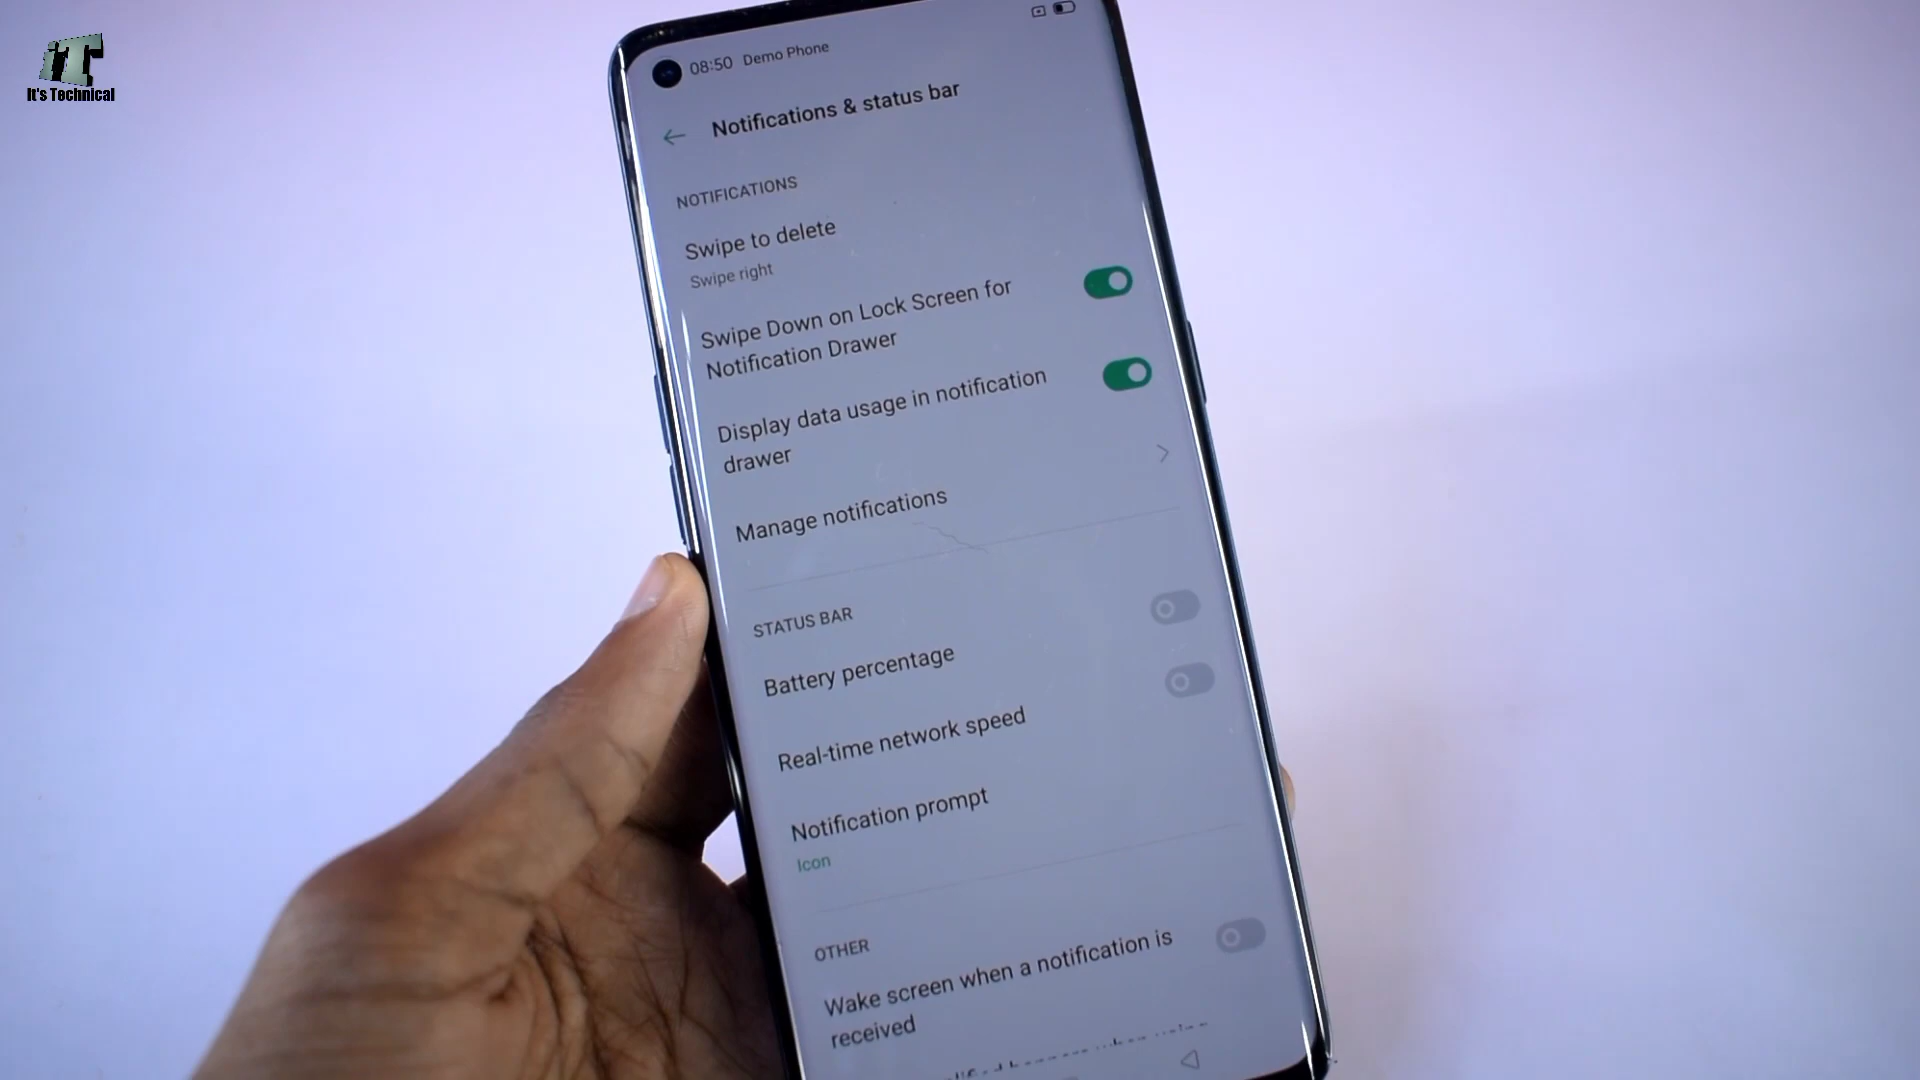 iT
It's Technical
08:50 Demo Phone
Notifications & status bar
NOTIFICATIONS
Swipe to delete
Swipe right
Swipe Down on Lock Screen for
Notification Drawer
Display data usage in notification
drawer
Manage notifications
STATUS BAR
Battery percentage
Real-time network speed
Notification prompt
Icon
OTHER
Wake screen when a notification is
received